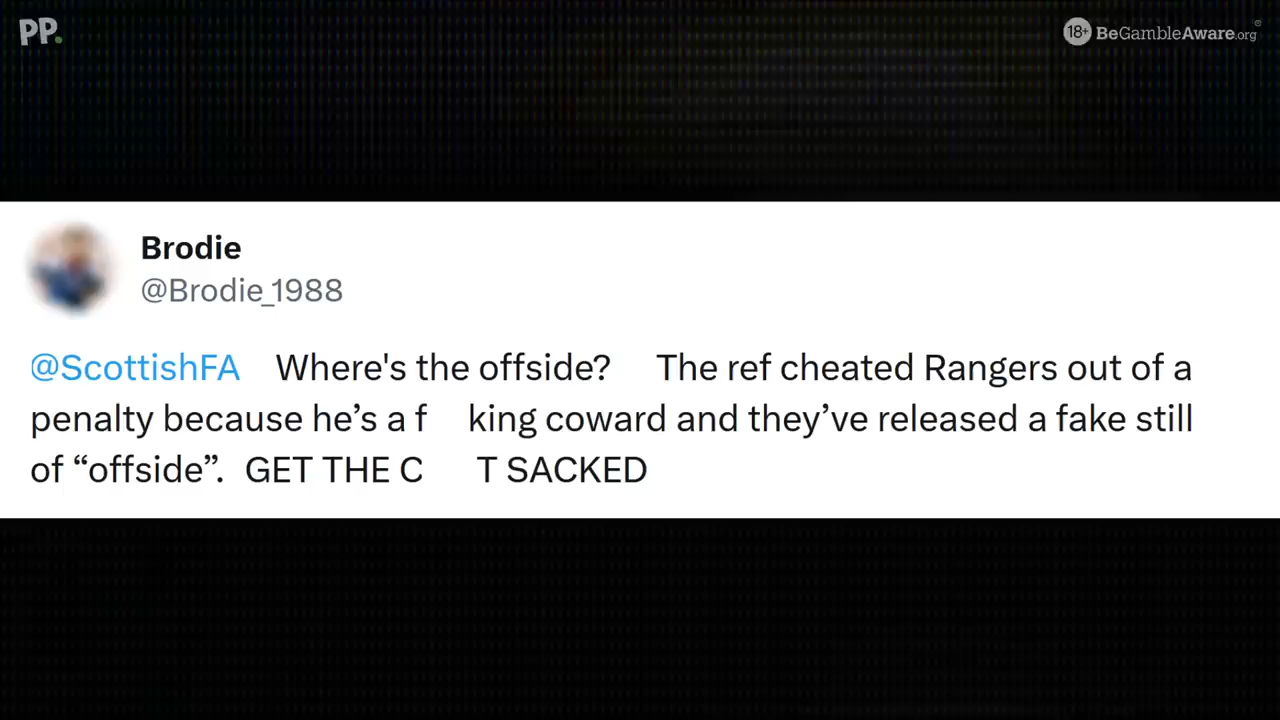 PP.
18+ BeGambleAware.org®
Brodie
@Brodie_1988
@ScottishFA Where's the offside? The ref cheated Rangers out of a
penalty because he’s a f king coward and they’ve released a fake still
of “offside”. GET THE C T SACKED